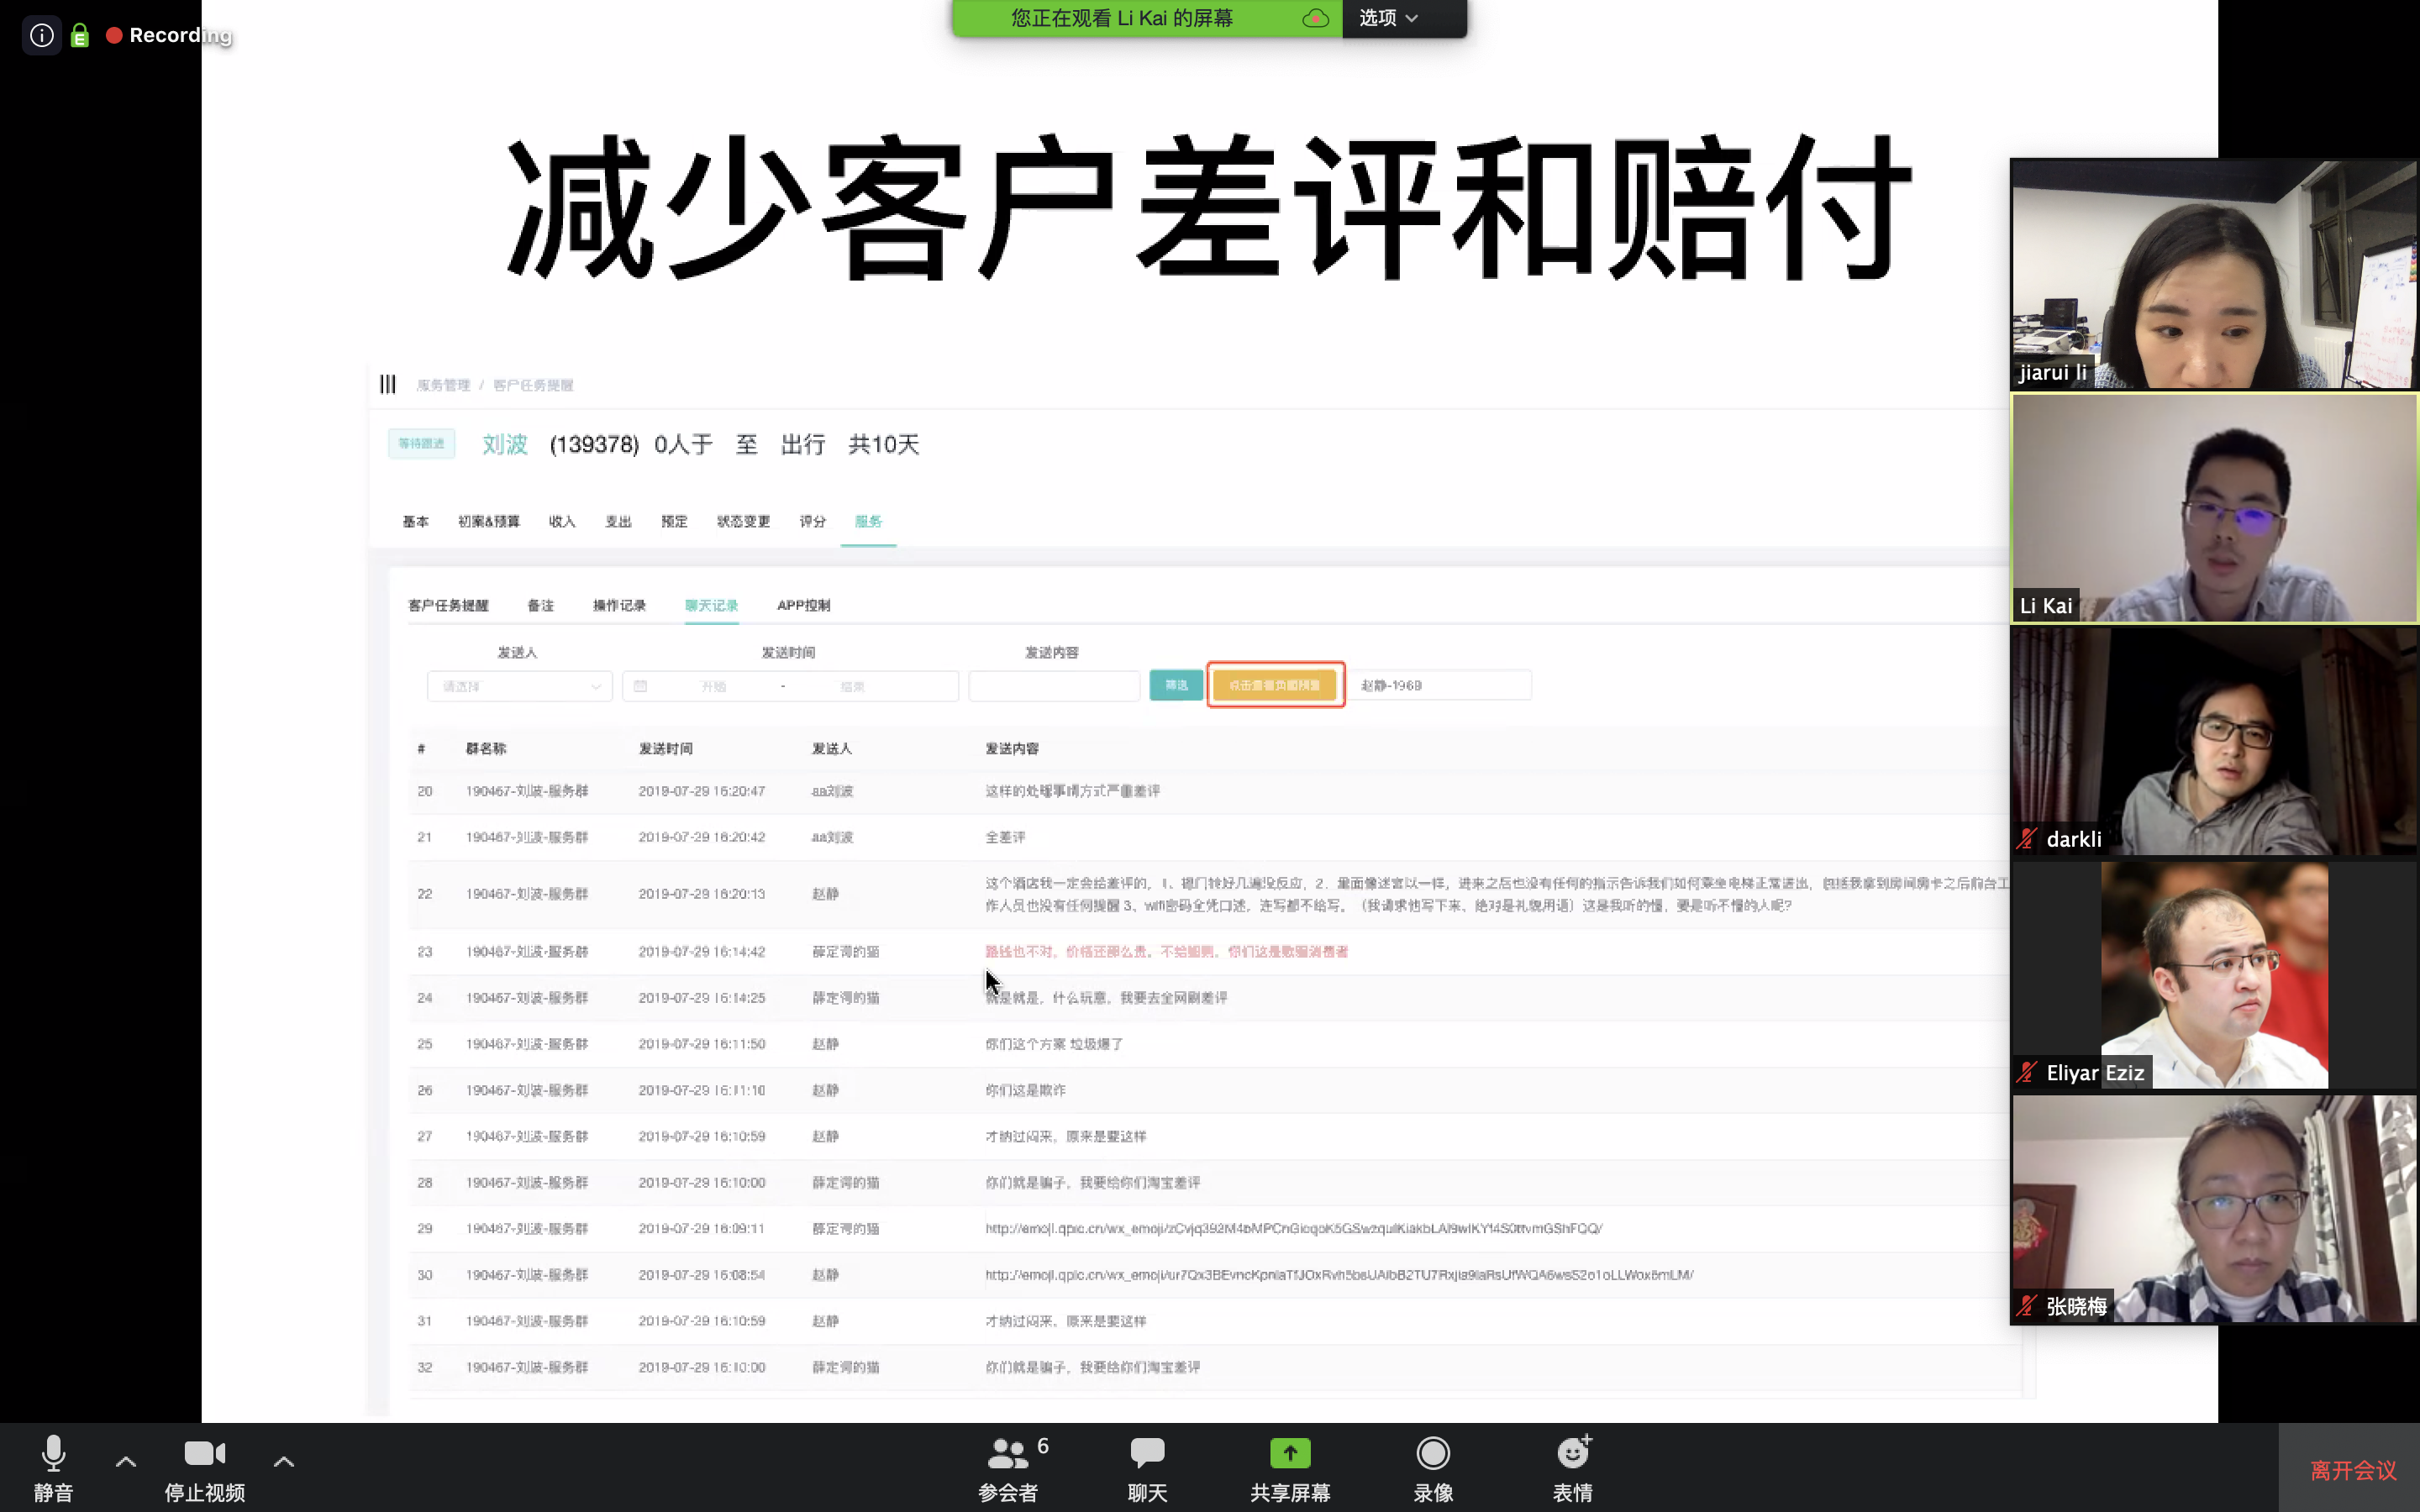 Recording
您正在观看 Li Kai 的屏幕
选项
减少客户差评和赔付
服务管理 / 客户任务提醒
等待跟进 刘波 (139378) 0人于 至 出行 共10天
基本 初案&预算 收入 支出 预定 状态变更 评分 服务
客户任务提醒 备注 操作记录 聊天记录 APP控制
发送人 发送时间 发送内容
请选择 开始 - 结束 筛选 点击查看负面预警 赵静-1968
# 群名称 发送时间 发送人 发送内容
20 190467-刘波-服务群 2019-07-29 16:20:47 aa刘波 这样的处理事情方式严重差评
21 190467-刘波-服务群 2019-07-29 16:20:42 aa刘波 全差评
22 190467-刘波-服务群 2019-07-29 16:20:13 赵静 这个酒店我一定会给差评的，1、摁门铃好几遍没反应，2、里面像迷宫以一样，进来之后也没有任何的指示告诉我们如何乘坐电梯正常进出，包括我拿到房间房卡之后前台工
作人员也没有任何提醒 3、wifi密码全凭口述，连写都不给写。（我请求他写下来、绝对是礼貌用语）这是我听的懂，要是听不懂的人呢?
23 190467-刘波-服务群 2019-07-29 16:14:42 薛定谔的猫 路线也不对，价格还那么贵，不给退则，你们这是欺骗消费者
24 190467-刘波-服务群 2019-07-29 16:14:25 薛定谔的猫 就是就是，什么玩意，我要去全网刷差评
25 190467-刘波-服务群 2019-07-29 16:11:50 赵静 你们这个方案 垃圾爆了
26 190467-刘波-服务群 2019-07-29 16:11:10 赵静 你们这是欺诈
27 190467-刘波-服务群 2019-07-29 16:10:59 赵静 才纳过闷来，原来是要这样
28 190467-刘波-服务群 2019-07-29 16:10:00 薛定谔的猫 你们就是骗子，我要给你们淘宝差评
29 190467-刘波-服务群 2019-07-29 16:09:11 薛定谔的猫
30 190467-刘波-服务群 2019-07-29 16:08:54 赵静
31 190467-刘波-服务群 2019-07-29 16:10:59 赵静 才纳过闷来，原来是要这样
32 190467-刘波-服务群 2019-07-29 16:10:00 薛定谔的猫 你们就是骗子，我要给你们淘宝差评
jiarui li
Li Kai
darkli
Eliyar Eziz
张晓梅
静音 停止视频 参会者 6 聊天 共享屏幕 录像 表情 离开会议